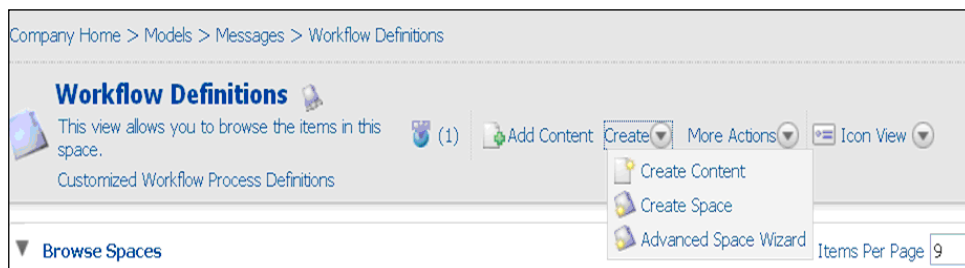 Company Home > Models > Messages > Workflow Definitions
Workflow Definitions
This view allows you to browse the items in this
space.
Customized Workflow Process Definitions
(1)
Add Content
Create
More Actions
Icon View
Create Content
Create Space
Advanced Space Wizard
Browse Spaces
Items Per Page 9